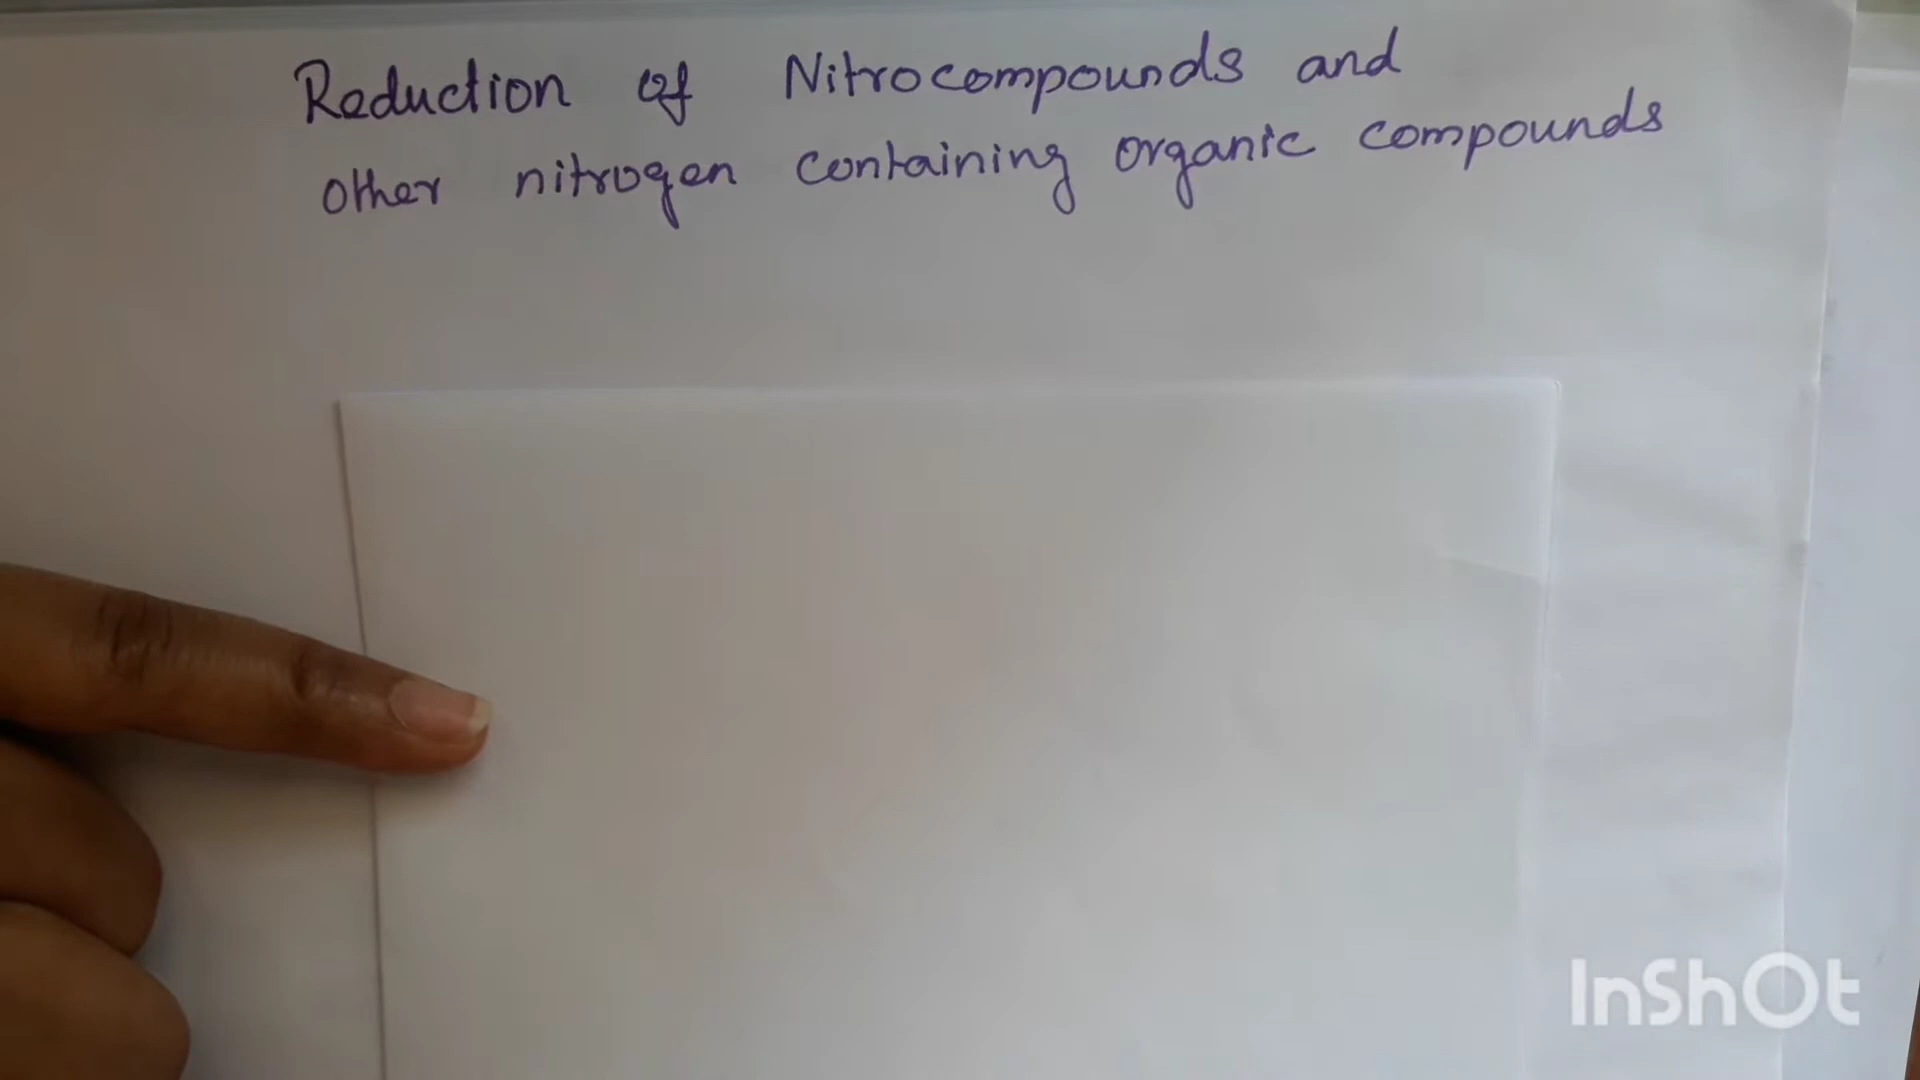 Reduction of Nitrocompounds and
other nitrogen containing organic compounds
InShOt